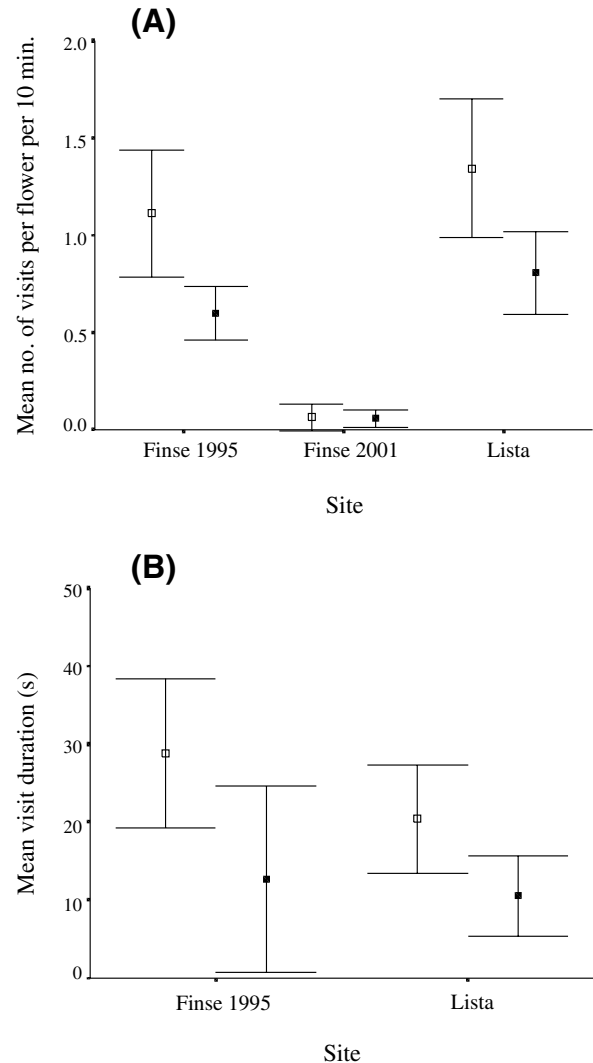 (A)
Mean no. of visits per flower per 10 min.
2.0
1.5
1.0
0.5
0.0
Finse 1995 Finse 2001 Lista
Site
(B)
Mean visit duration (s)
50
40
30
20
10
0
Finse 1995 Lista
Site